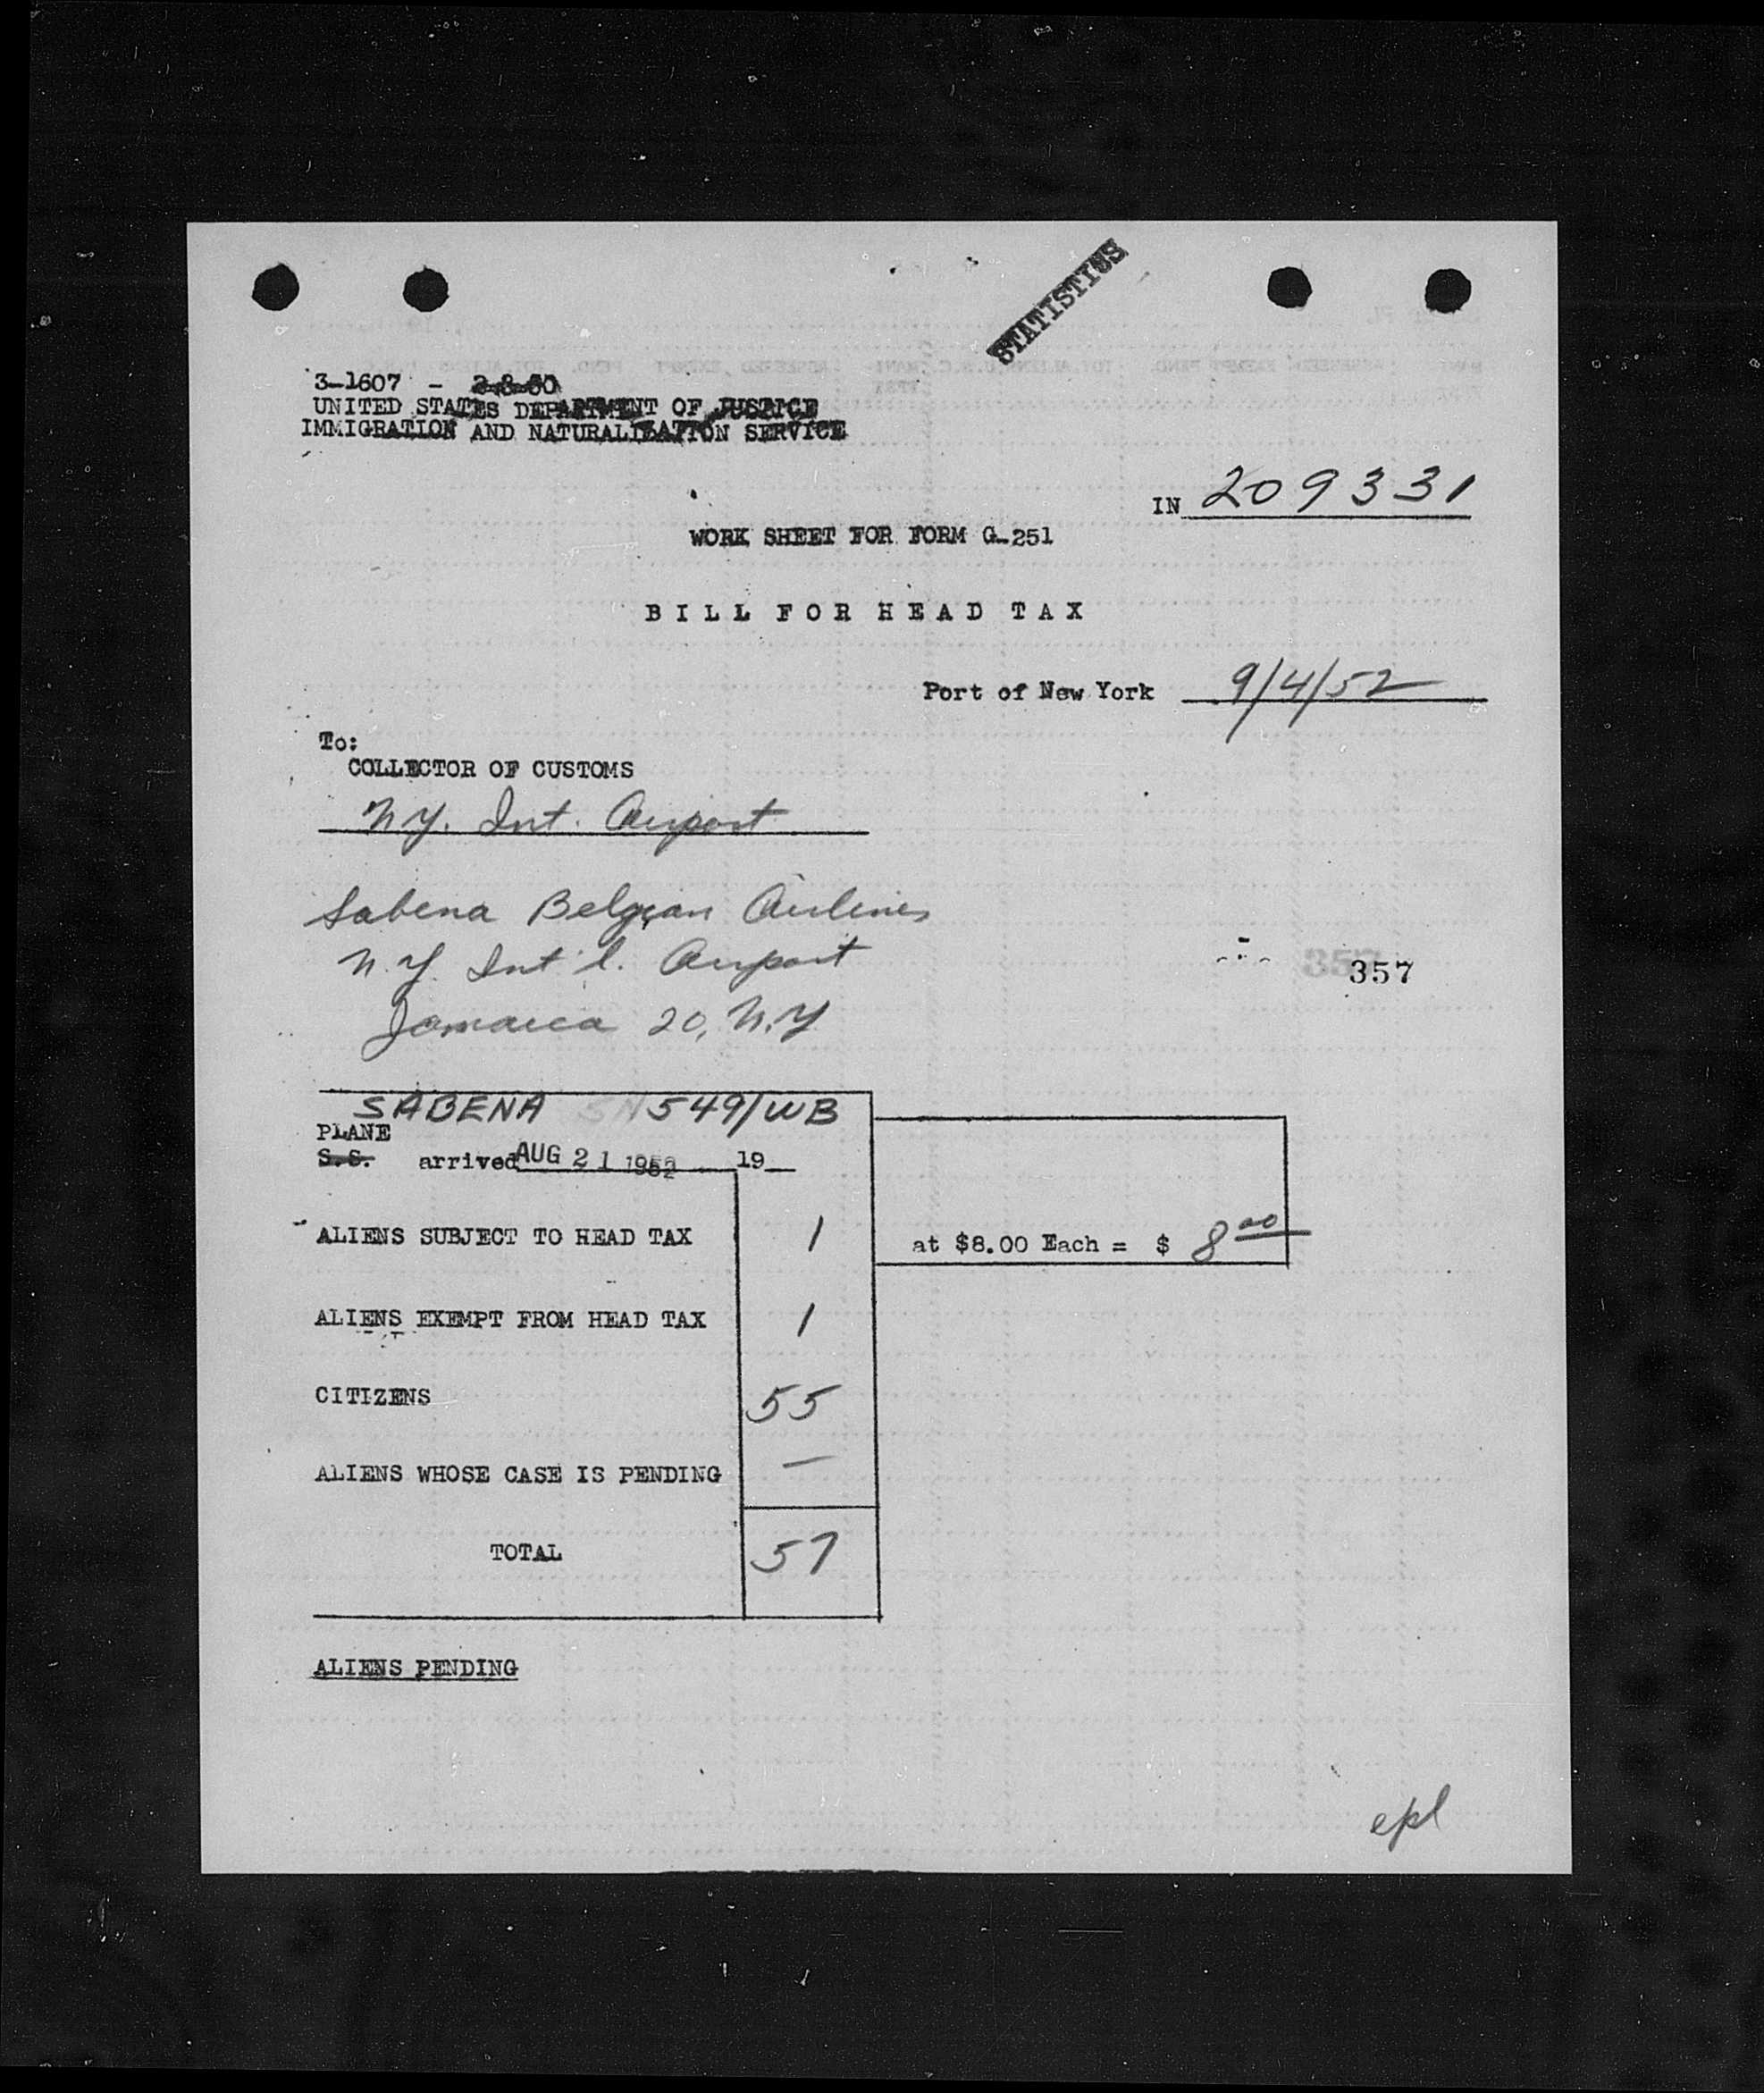 STATISTICS
3-1607 - 2-8-50
UNITED STATES DEPARTMENT OF JUSTICE
IMMIGRATION AND NATURALIZATION SERVICE
IN 209331
WORK SHEET FOR FORM G-251
BILL FOR HEAD TAX
Port of New York 9/4/52
To:
COLLECTOR OF CUSTOMS
N.Y. Int. Airport
Sabena Belgian Airlines
N.Y. Int'l. Airport
357
Jamaica 20, N.Y.
SABENA SN 549/WB
PLANE
S.S. arrived AUG 21 1952 19
ALIENS SUBJECT TO HEAD TAX 1 at $8.00 Each = $ 8 00
ALIENS EXEMPT FROM HEAD TAX 1
CITIZENS 55
ALIENS WHOSE CASE IS PENDING —
TOTAL 57
ALIENS PENDING
epl